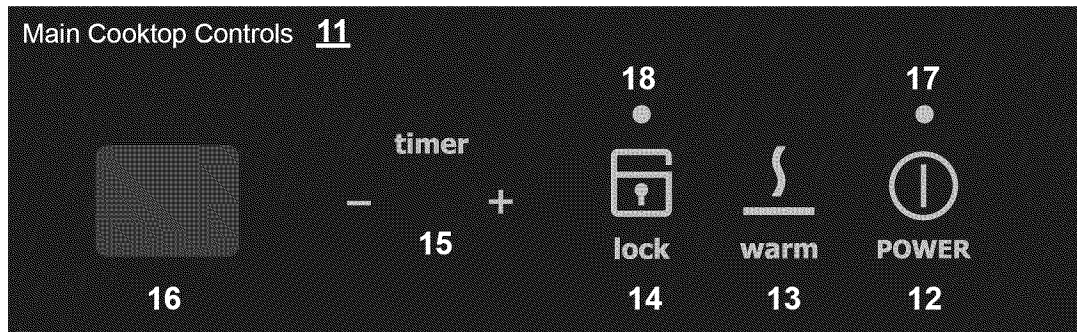 Main Cooktop Controls 11
18 17
timer
– +
15
lock warm POWER
16 14 13 12